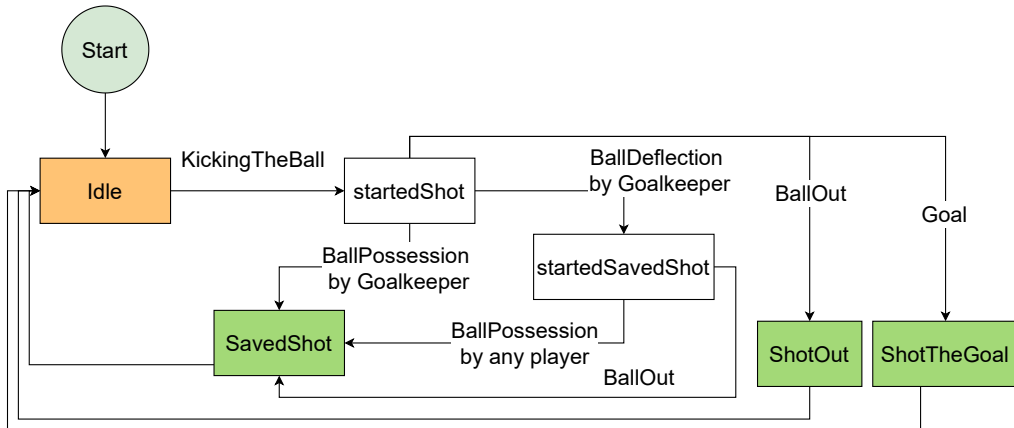 Start
KickingTheBall
Idle
startedShot
BallDeflection
by Goalkeeper
BallOut
Goal
BallPossession
by Goalkeeper
startedSavedShot
SavedShot
BallPossession
by any player
BallOut
ShotOut
ShotTheGoal